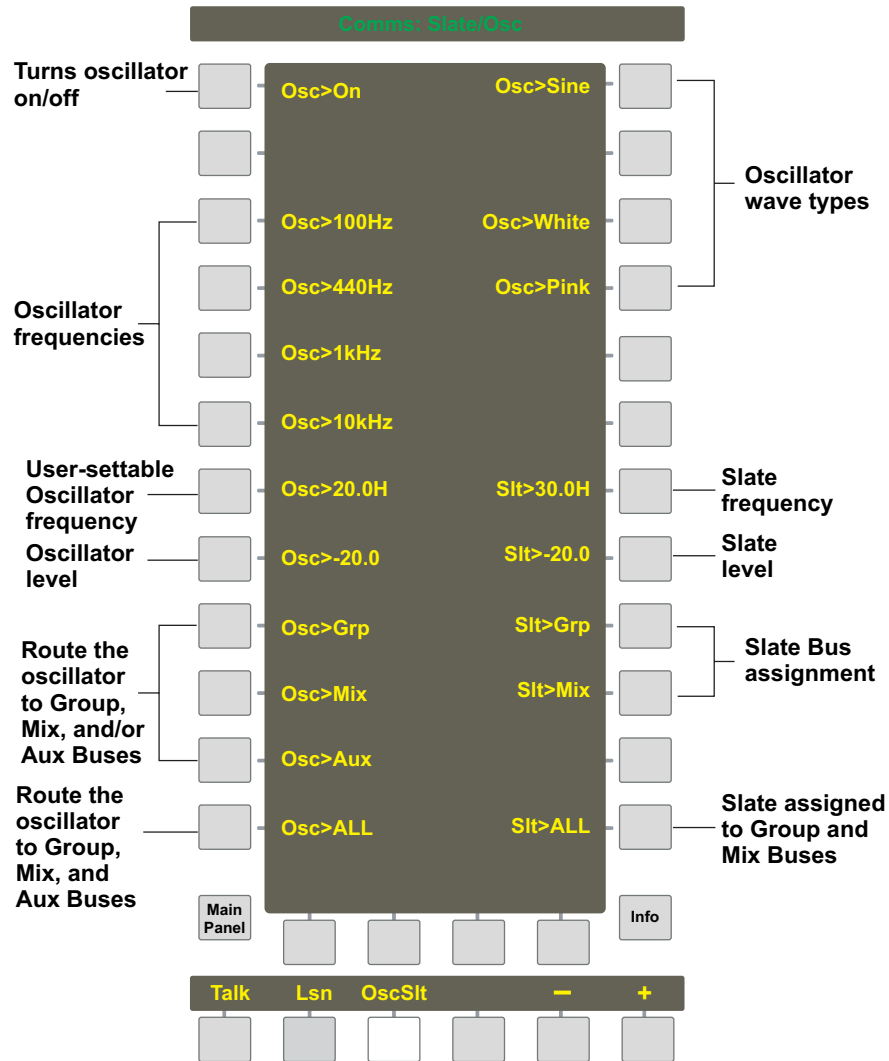 Comms: Slate/Osc
Turns oscillator
on/off
Osc>On
Osc>Sine
Oscillator
wave types
Osc>100Hz
Osc>White
Osc>440Hz
Osc>Pink
Oscillator
frequencies
Osc>1kHz
Osc>10kHz
User-settable
Oscillator
frequency
Osc>20.0H
Slt>30.0H
Slate
frequency
Oscillator
level
Osc>-20.0
Slt>-20.0
Slate
level
Osc>Grp
Slt>Grp
Route the
oscillator
to Group,
Mix, and/or
Aux Buses
Osc>Mix
Slt>Mix
Slate Bus
assignment
Osc>Aux
Route the
oscillator
to Group,
Mix, and
Aux Buses
Osc>ALL
Slt>ALL
Slate assigned
to Group and
Mix Buses
Main
Panel
Info
Talk Lsn OscSlt − +